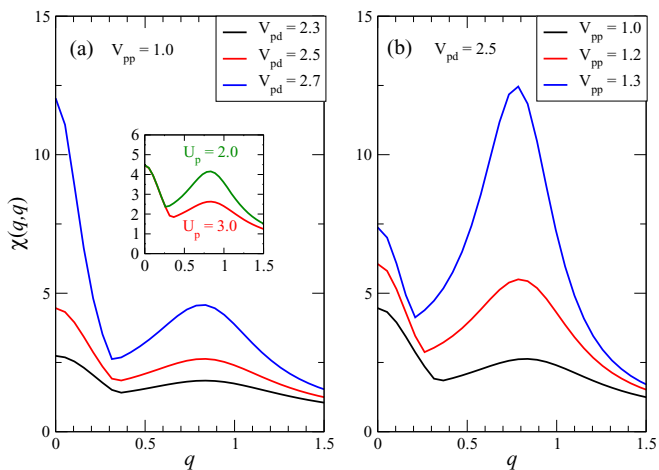 (a) V_pp = 1.0
V_pd = 2.3
V_pd = 2.5
V_pd = 2.7
U_p = 2.0
U_p = 3.0
0 1 2 3 4 5 6
0 0.5 1 1.5
χ(q,q)
0 5 10 15
0 0.5 1 1.5
q
(b) V_pd = 2.5
V_pp = 1.0
V_pp = 1.2
V_pp = 1.3
0 5 10 15
0 0.5 1 1.5
q